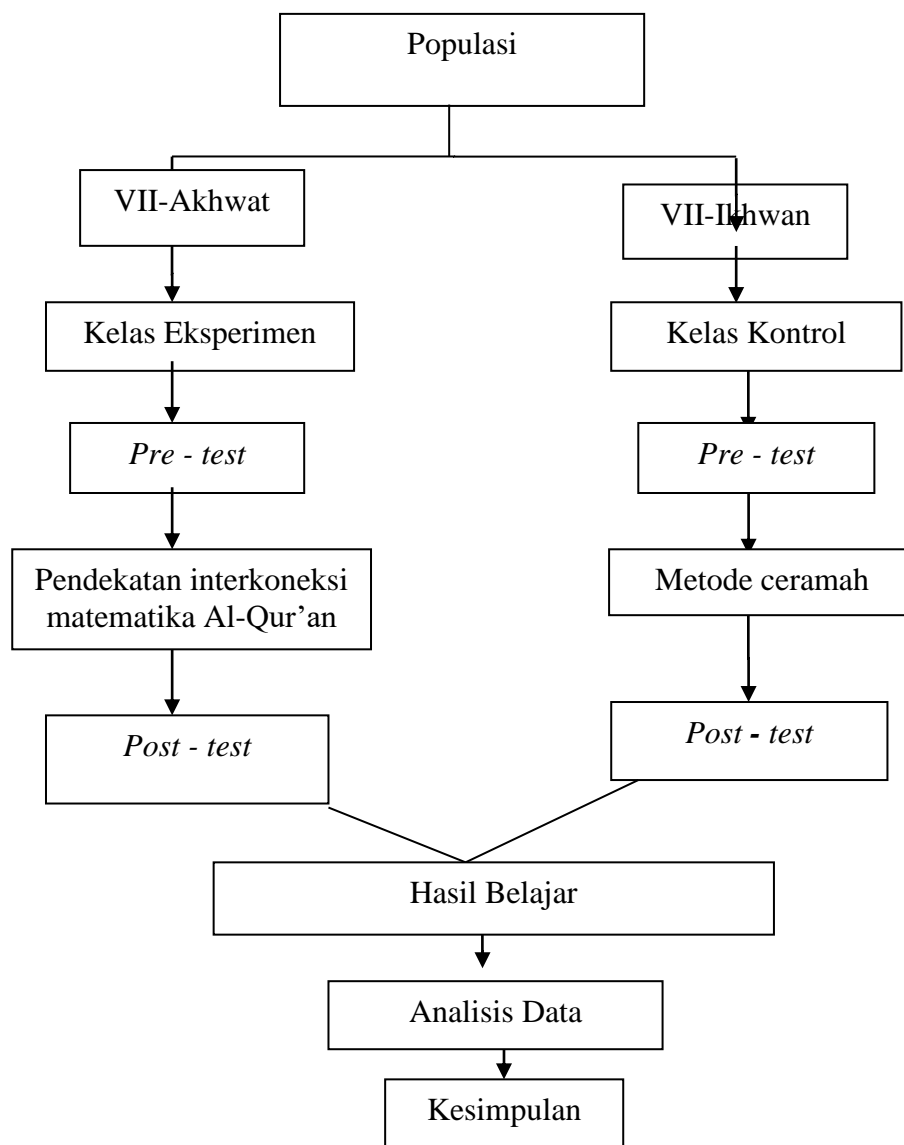 Populasi
VII-Akhwat
VII-Ikhwan
Kelas Eksperimen
Kelas Kontrol
Pre - test
Pre - test
Pendekatan interkoneksi
matematika Al-Qur’an
Metode ceramah
Post - test
Post - test
Hasil Belajar
Analisis Data
Kesimpulan